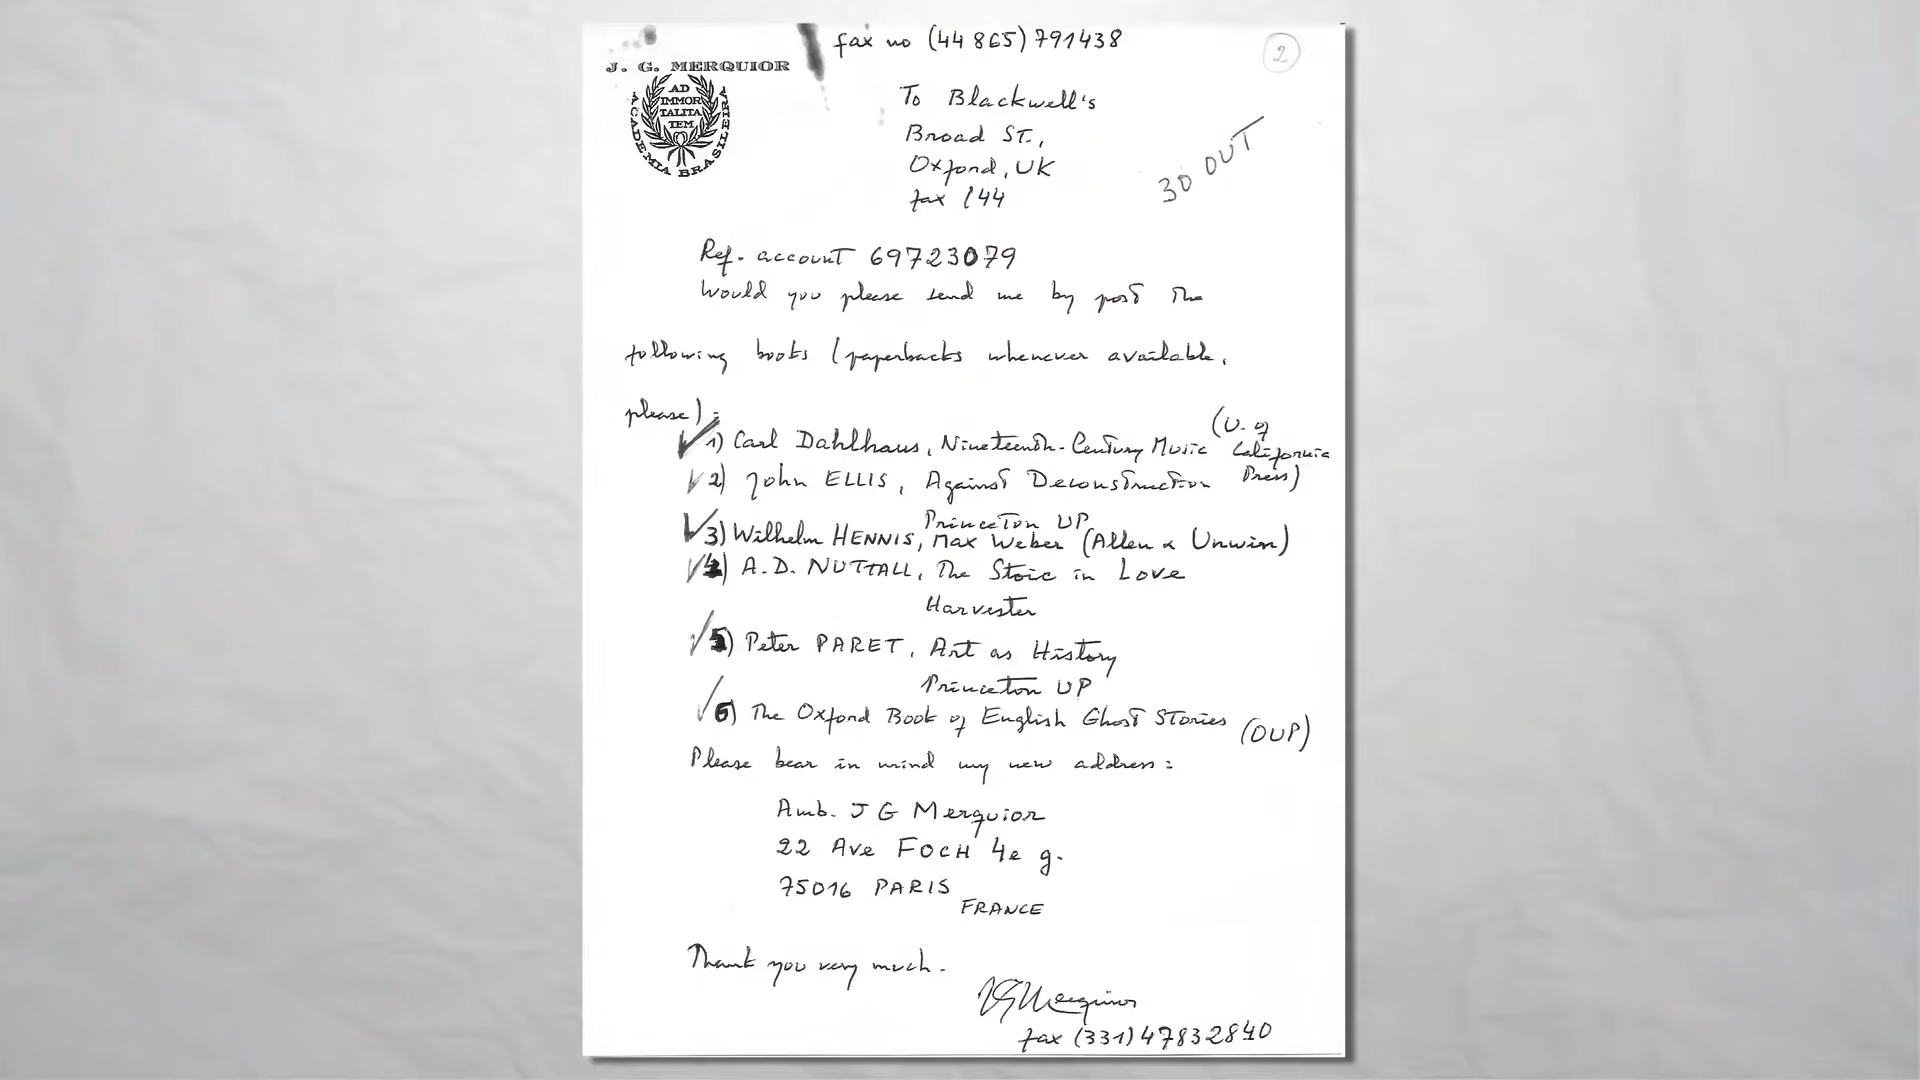 fax no (44 865) 791438
2
J. G. MERQUIOR
AD
IMMOR
TALITA
TEM
ACADEMIA BRASILEIRA
To Blackwell's
Broad ST.,
Oxford, UK
fax (44
30 OUT
Ref. account 69723079
Would you please send me by post the
following books (paperbacks whenever available,
please):
1) Carl Dahlhaus, Nineteenth-Century Music (U. of California Press)
2) John ELLIS, Against Deconstruction
Princeton UP
3) Wilhelm HENNIS, Max Weber (Allen & Unwin)
4) A.D. NUTTALL, The Stoic in Love
Harvester
5) Peter PARET, Art as History
Princeton UP
6) The Oxford Book of English Ghost Stories (OUP)
Please bear in mind my new address:
Amb. J G Merquior
22 Ave FOCH 4e g.
75016 PARIS
FRANCE
Thank you very much.
JGMerquior
fax (331) 47832840